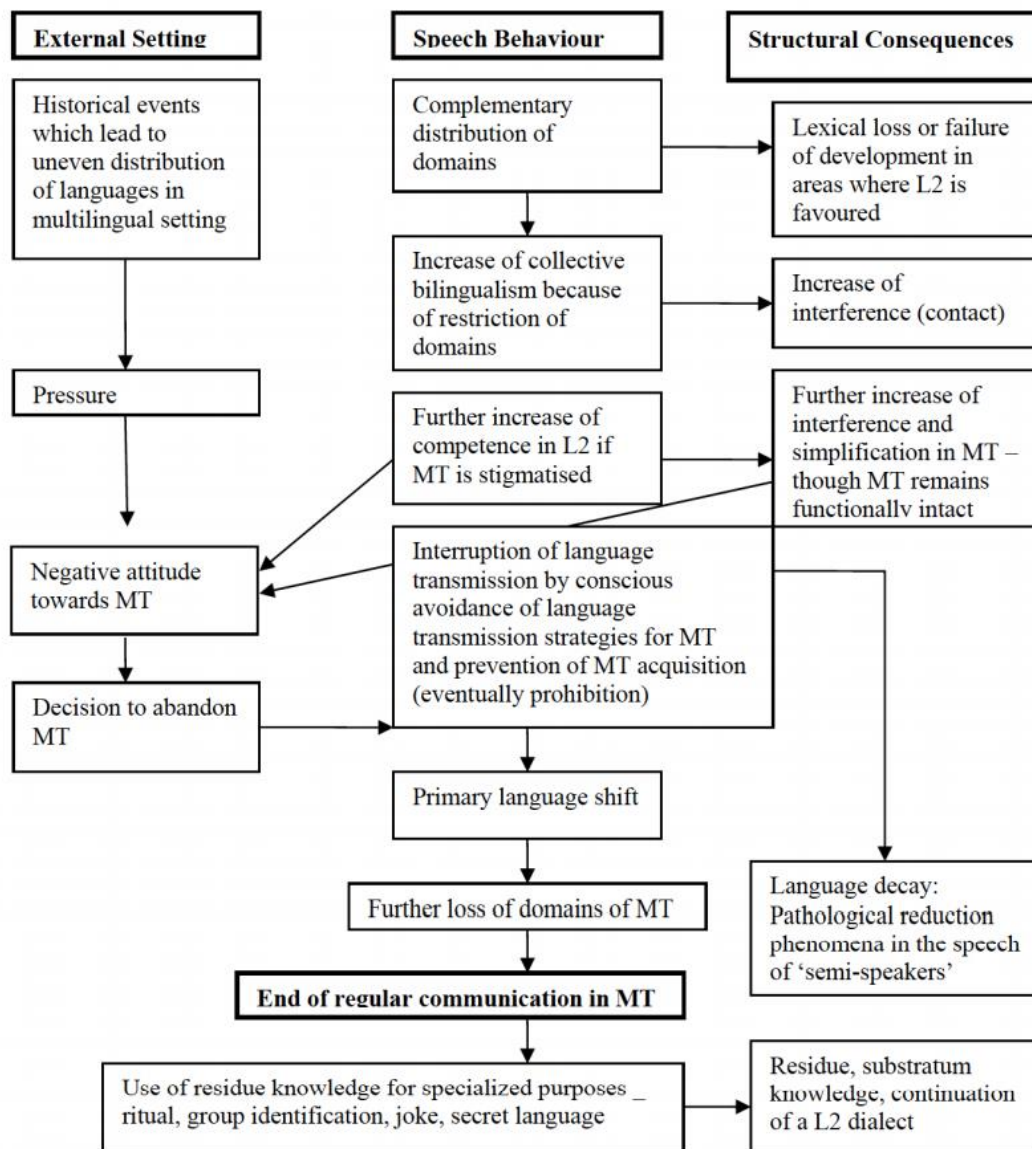 External Setting
Speech Behaviour
Structural Consequences
Historical events
which lead to
uneven distribution
of languages in
multilingual setting
Complementary
distribution of
domains
Lexical loss or failure
of development in
areas where L2 is
favoured
Increase of collective
bilingualism because
of restriction of
domains
Increase of
interference (contact)
Pressure
Further increase of
competence in L2 if
MT is stigmatised
Further increase of
interference and
simplification in MT –
though MT remains
functionally intact
Negative attitude
towards MT
Interruption of language
transmission by conscious
avoidance of language
transmission strategies for MT
and prevention of MT acquisition
(eventually prohibition)
Decision to abandon
MT
Primary language shift
Further loss of domains of MT
Language decay:
Pathological reduction
phenomena in the speech
of ‘semi-speakers’
End of regular communication in MT
Use of residue knowledge for specialized purposes _
ritual, group identification, joke, secret language
Residue, substratum
knowledge, continuation
of a L2 dialect